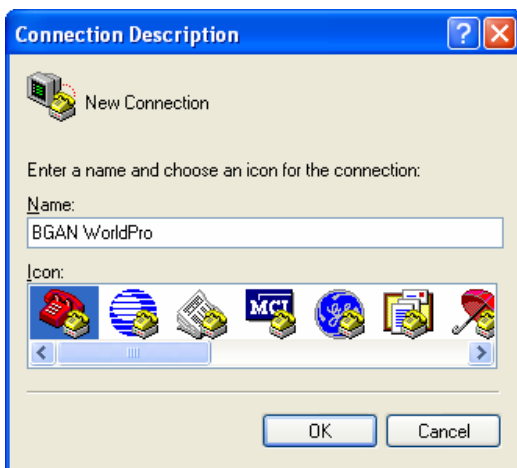 Connection Description
New Connection
Enter a name and choose an icon for the connection:
Name:
BGAN WorldPro
Icon:
MCI
OK Cancel